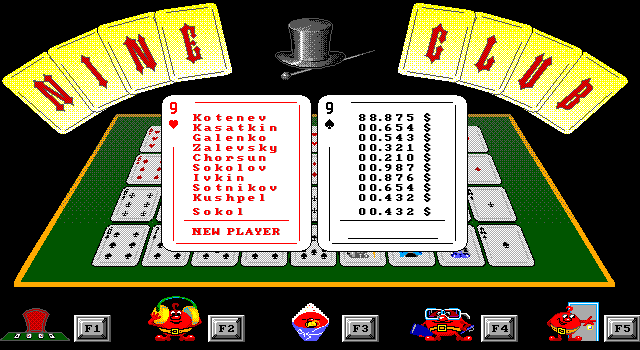 NINE CLUB
9 9
Kotenev 88.875 $
Kasatkin 00.654 $
Galenko 00.543 $
Zalevsky 00.321 $
Chorsun 00.210 $
Sokolov 00.987 $
Ivkin 00.876 $
Sotnikov 00.654 $
Kushpel 00.432 $
Sokol 00.432 $
NEW PLAYER
F1 F2 F3 F4 F5